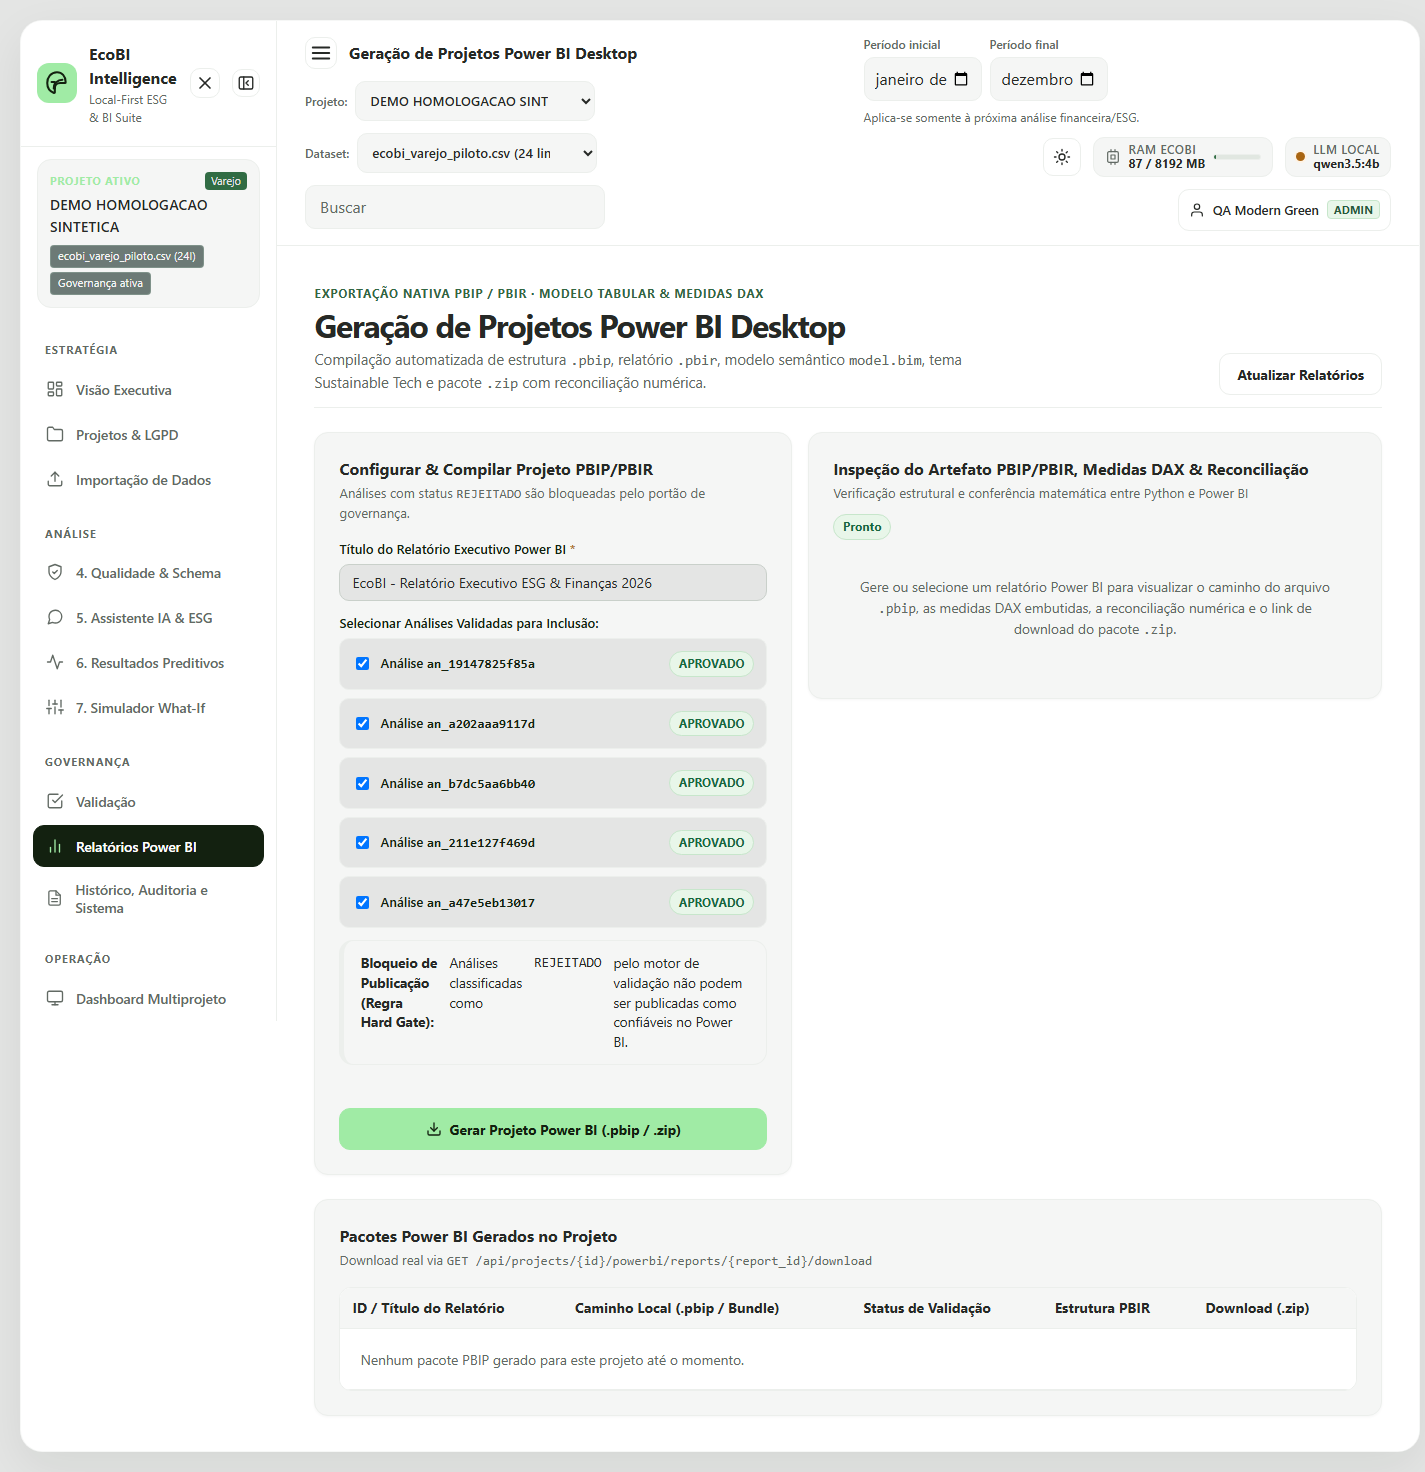 EcoBI
Intelligence
Local-First ESG
& BI Suite
PROJETO ATIVO
Varejo
DEMO HOMOLOGACAO
SINTETICA
ecobi_varejo_piloto.csv (24l)
Governança ativa
ESTRATÉGIA
Visão Executiva
Projetos & LGPD
Importação de Dados
ANÁLISE
4. Qualidade & Schema
5. Assistente IA & ESG
6. Resultados Preditivos
7. Simulador What-If
GOVERNANÇA
Validação
Relatórios Power BI
Histórico, Auditoria e
Sistema
OPERAÇÃO
Dashboard Multiprojeto
Geração de Projetos Power BI Desktop
Projeto: DEMO HOMOLOGACAO SINT
Dataset: ecobi_varejo_piloto.csv (24 lin
Buscar
Período inicial
Período final
janeiro de
dezembro
Aplica-se somente à próxima análise financeira/ESG.
RAM ECOBI
87 / 8192 MB
LLM LOCAL
qwen3.5:4b
QA Modern Green ADMIN
EXPORTAÇÃO NATIVA PBIP / PBIR · MODELO TABULAR & MEDIDAS DAX
Geração de Projetos Power BI Desktop
Compilação automatizada de estrutura .pbip, relatório .pbir, modelo semântico model.bim, tema
Sustainable Tech e pacote .zip com reconciliação numérica.
Atualizar Relatórios
Configurar & Compilar Projeto PBIP/PBIR
Análises com status REJEITADO são bloqueadas pelo portão de
governança.
Título do Relatório Executivo Power BI *
EcoBI - Relatório Executivo ESG & Finanças 2026
Selecionar Análises Validadas para Inclusão:
Análise an_19147825f85a APROVADO
Análise an_a202aaa9117d APROVADO
Análise an_b7dc5aa6bb40 APROVADO
Análise an_211e127f469d APROVADO
Análise an_a47e5eb13017 APROVADO
Bloqueio de
Publicação
(Regra
Hard Gate):
Análises
classificadas
como
REJEITADO
pelo motor de
validação não podem
ser publicadas como
confiáveis no Power
BI.
Gerar Projeto Power BI (.pbip / .zip)
Inspeção do Artefato PBIP/PBIR, Medidas DAX & Reconciliação
Verificação estrutural e conferência matemática entre Python e Power BI
Pronto
Gere ou selecione um relatório Power BI para visualizar o caminho do arquivo
.pbip, as medidas DAX embutidas, a reconciliação numérica e o link de
download do pacote .zip.
Pacotes Power BI Gerados no Projeto
Download real via GET /api/projects/{id}/powerbi/reports/{report_id}/download
ID / Título do Relatório
Caminho Local (.pbip / Bundle)
Status de Validação
Estrutura PBIR
Download (.zip)
Nenhum pacote PBIP gerado para este projeto até o momento.